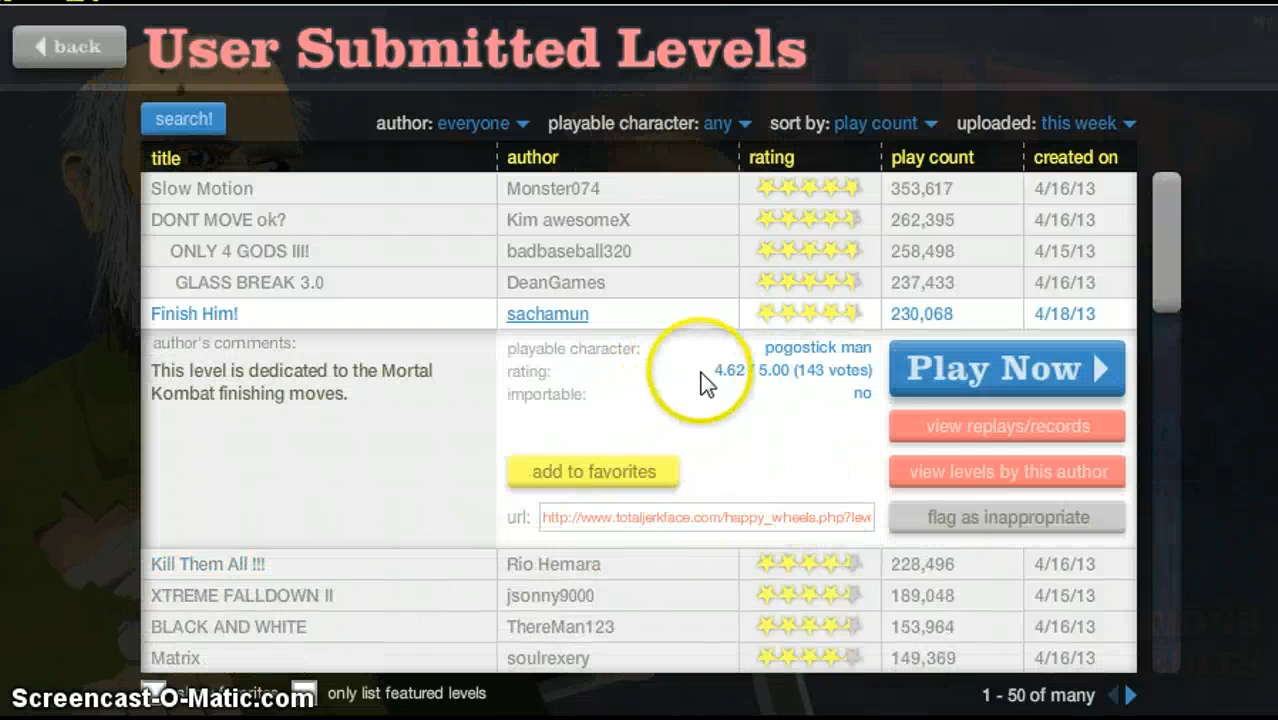 back
User Submitted Levels
search!
author: everyone playable character: any sort by: play count uploaded: this week
title author rating play count created on
Slow Motion Monster074 353,617 4/16/13
DONT MOVE ok? Kim awesomeX 262,395 4/16/13
ONLY 4 GODS IIII! badbaseball320 258,498 4/15/13
GLASS BREAK 3.0 DeanGames 237,433 4/16/13
Finish Him! sachamun 230,068 4/18/13
author's comments:
This level is dedicated to the Mortal
Kombat finishing moves.
playable character: pogostick man
rating: 4.62 / 5.00 (143 votes)
importable: no
Play Now
view replays/records
add to favorites
view levels by this author
url: http://www.totaljerkface.com/happy_wheels.php?leve
flag as inappropriate
Kill Them All !!! Rio Hemara 228,496 4/16/13
XTREME FALLDOWN II jsonny9000 189,048 4/15/13
BLACK AND WHITE ThereMan123 153,964 4/16/13
Matrix soulrexery 149,369 4/16/13
Screencast-O-Matic.com
only list featured levels
1 - 50 of many